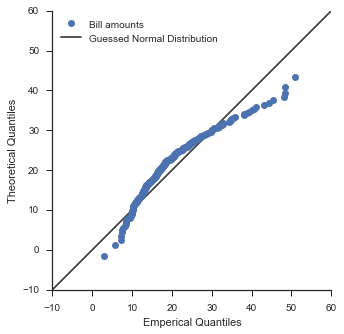 Bill amounts
Guessed Normal Distribution
60
50
40
30
20
10
0
−10
Theoretical Quantiles
−10 0 10 20 30 40 50 60
Emperical Quantiles